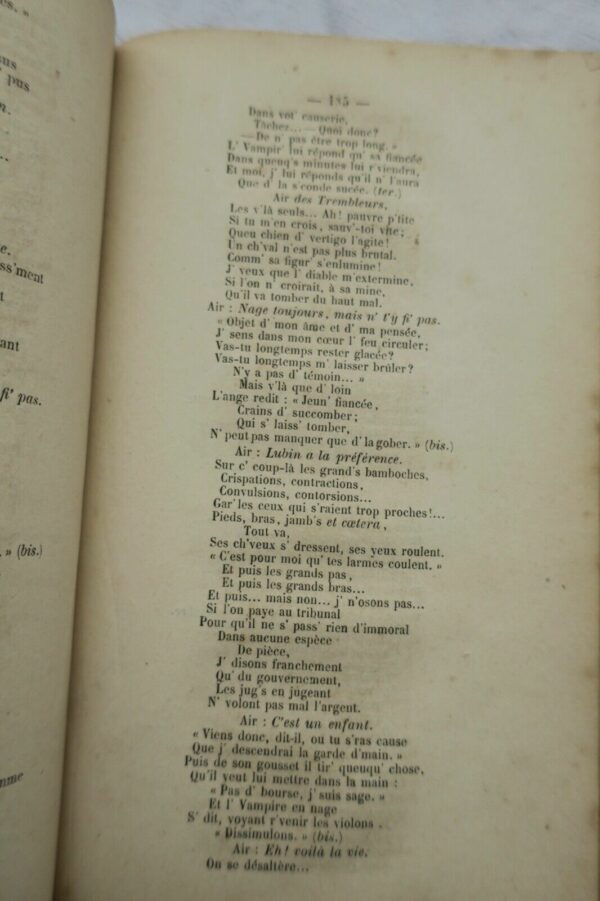 es. »
us
pus
n.
e.
ss'ment
t
ant
fi' pas.
» (bis.)
mme
— 185 —
Dans vot' causerie,
Tâchez... — Quoi donc?
— De n' pas être trop long. »
L' Vampir' lui répond qu' sa fiancée
Dans queuq's minutes lui r'viendra,
Et moi, j' lui réponds qu'il n' l'aura
Que d' la s'conde sucée. (ter.)
Air des Trembleurs.
Les v'là seuls... Ah! pauvre p'tite
Si tu m'en crois, sauv'-toi vite;
Queu chien d' vertigo l'agite!
Un ch'val n'est pas plus brutal.
Comm' sa figur' s'enlumine!
J' veux que l' diable m'extermine,
Si l'on n' croirait, à sa mine,
Qu'il va tomber du haut mal.
Air : Nage toujours, mais n' t'y fi' pas.
« Objet d' mon âme et d' ma pensée,
J' sens dans mon cœur l' feu circuler;
Vas-tu longtemps rester glacée?
Vas-tu longtemps m' laisser brûler?
N'y a pas d' témoin... »
Mais v'là que d' loin
L'ange redit : « Jeun' fiancée,
Crains d' succomber;
Qui s' laiss' tomber,
N' peut pas manquer que d' la gober. » (bis.)
Air : Lubin a la préférence.
Sur c' coup-là les grand's bamboches,
Crispations, contractions,
Convulsions, contorsions...
Gar' les ceux qui s'raient trop proches!...
Pieds, bras, jamb's et cætera,
Tout va,
Ses ch'veux s' dressent, ses yeux roulent.
« C'est pour moi qu' tes larmes coulent. »
Et puis les grands pas,
Et puis les grands bras...
Et puis... mais non... j' n'osons pas...
Si l'on paye au tribunal
Pour qu'il ne s' pass' rien d'immoral
Dans aucune espèce
De pièce,
J' disons franchement
Qu' du gouvernement,
Les jug's en jugeant
N' volont pas mal l'argent.
Air : C'est un enfant.
« Viens donc, dit-il, ou tu s'ras cause
Que j' descendrai la garde d'main. »
Puis de son gousset il tir' queuqu' chose,
Qu'il veut lui mettre dans la main :
« Pas d' bourse, j' suis sage. »
Et l' Vampire en nage
S' dit, voyant r'venir les violons :
« Dissimulons. » (bis.)
Air : Eh! voilà la vie.
On se désaltère...